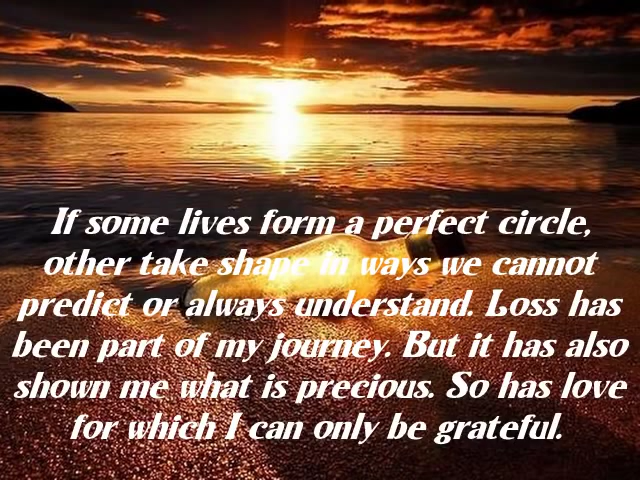 If some lives form a perfect circle,
other take shape in ways we cannot
predict or always understand. Loss has
been part of my journey. But it has also
shown me what is precious. So has love
for which I can only be grateful.